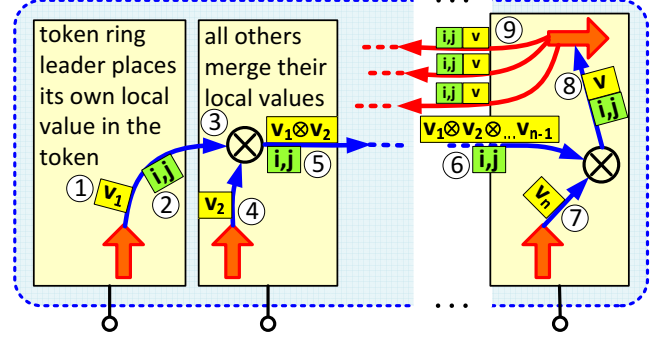 token ring
leader places
its own local
value in the
token
① v₁
② i,j
all others
merge their
local values
③
v₁⊗v₂
i,j ⑤
v₂ ④
...
i,j v ⑨
i,j v
i,j v
v₁⊗v₂⊗...vₙ₋₁
⑥ i,j
⑧ v
i,j
vₙ ⑦
...